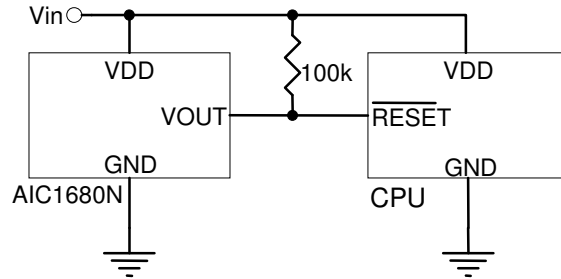 Vin
VDD
100k
VDD
VOUT
RESET
GND
GND
AIC1680N
CPU